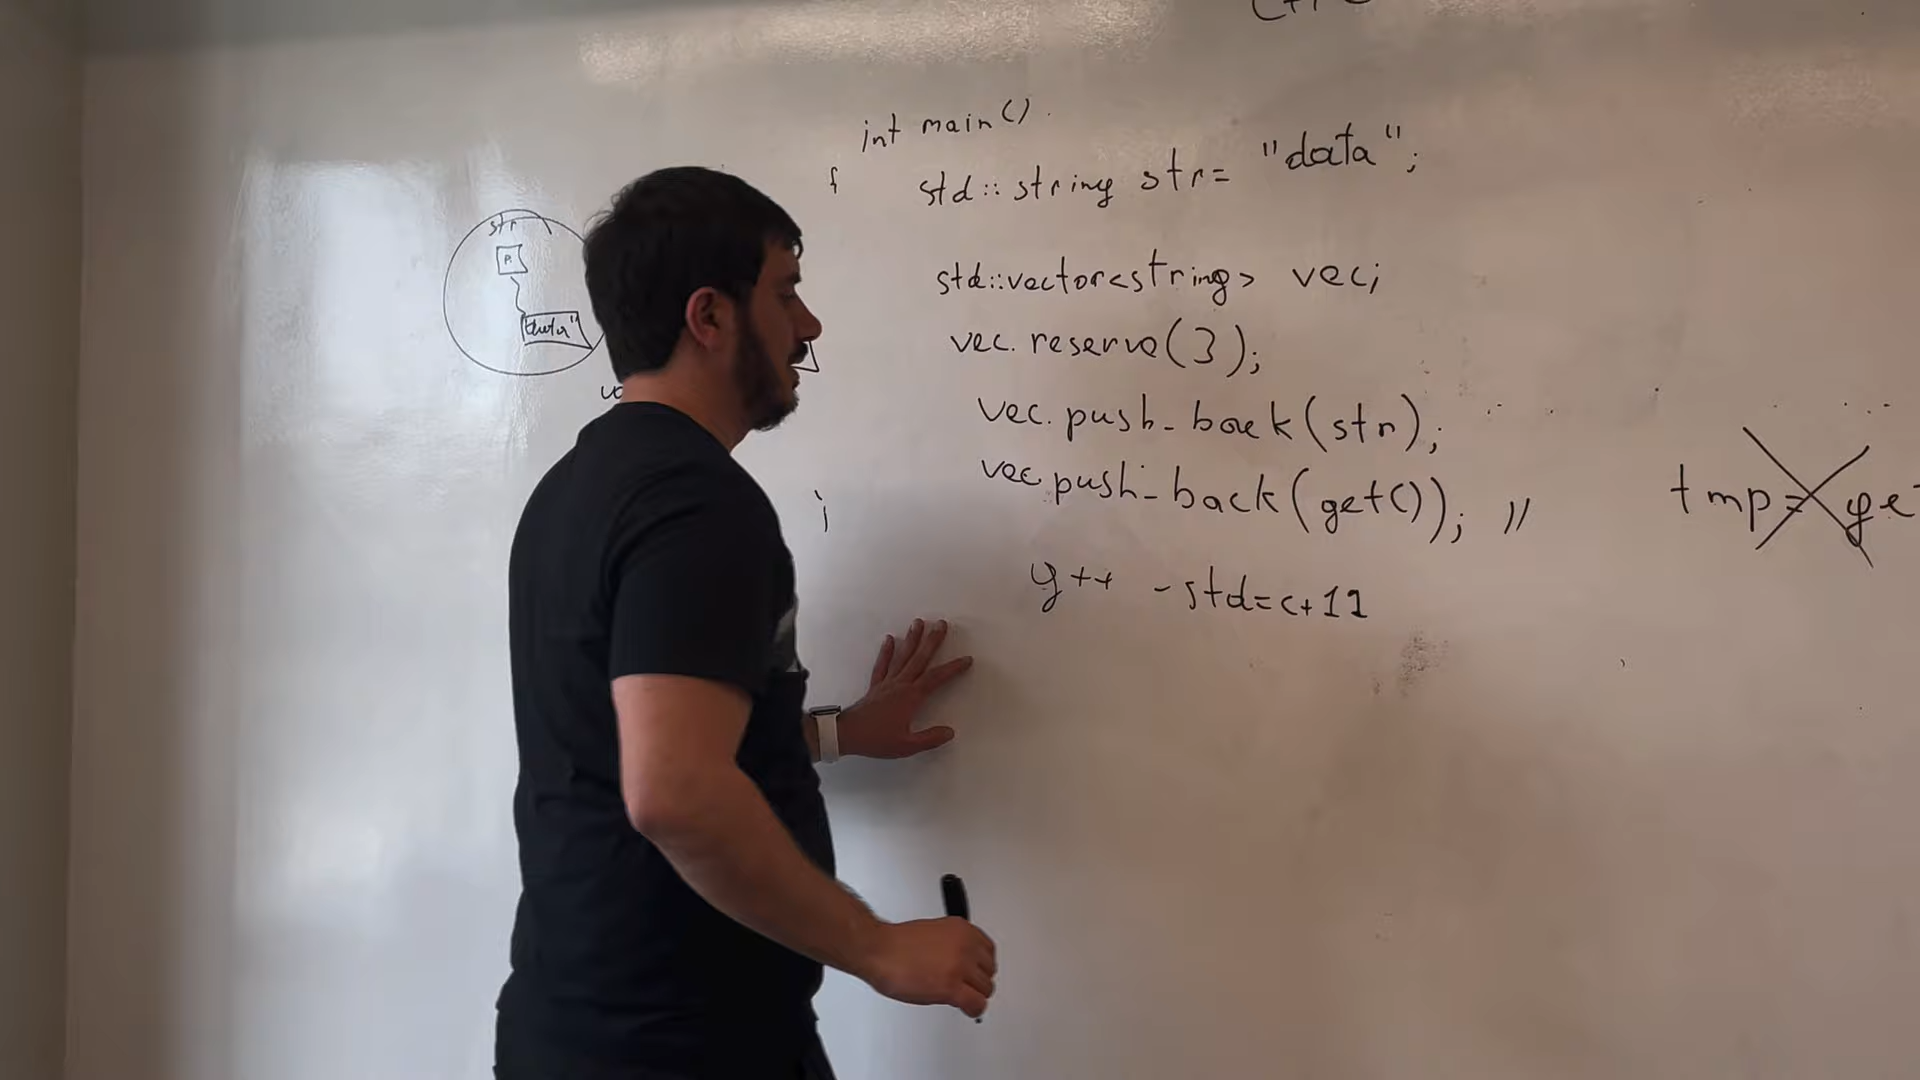 int main()
{ std::string str= "data";
std::vector<string> vec;
vec. reserve(3);
vec. push_back(str);
vec push_back(get()); //
tmp= get
g++ -std=c+11
str
P.
"data"